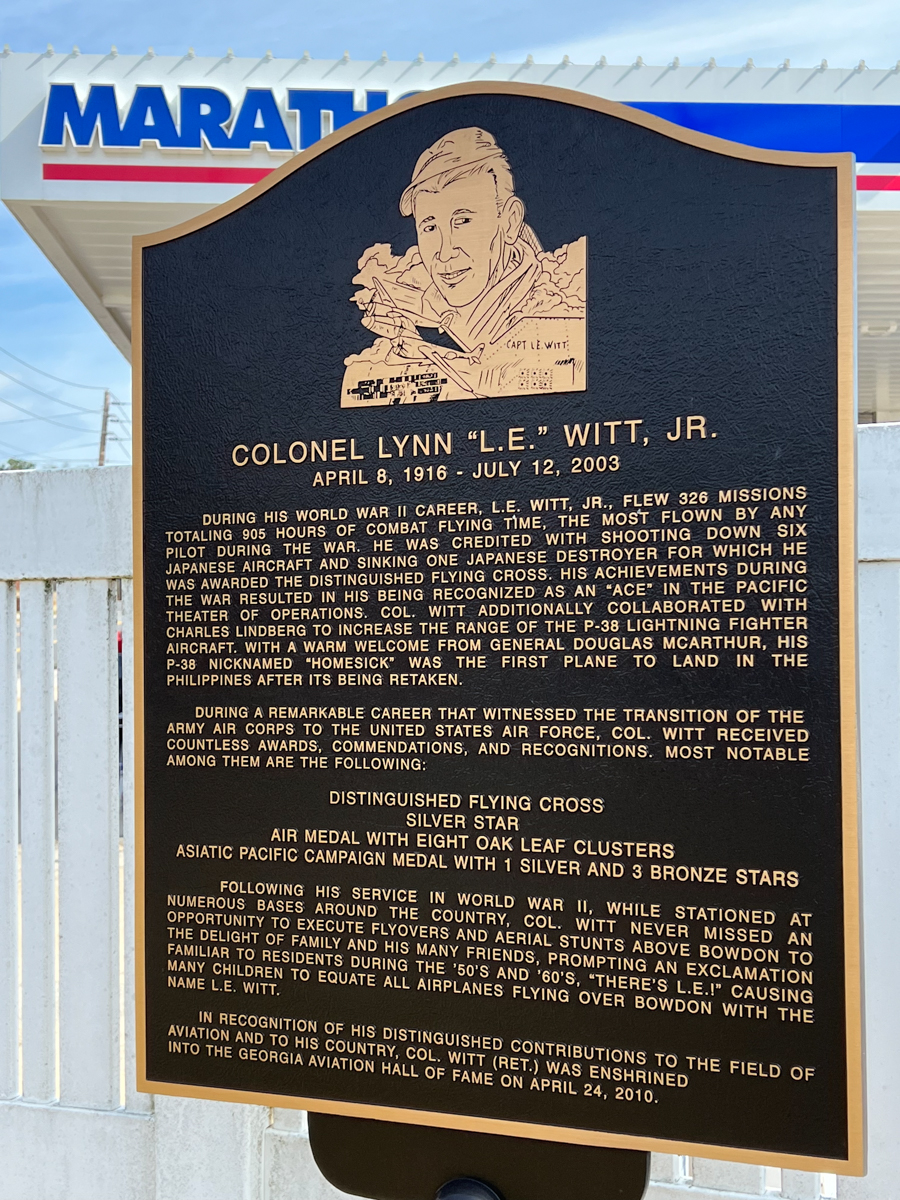 MARATHO
CAPT L.E. WITT
COLONEL LYNN “L.E.” WITT, JR.
APRIL 8, 1916 - JULY 12, 2003
DURING HIS WORLD WAR II CAREER, L.E. WITT, JR., FLEW 326 MISSIONS
TOTALING 905 HOURS OF COMBAT FLYING TIME, THE MOST FLOWN BY ANY
PILOT DURING THE WAR. HE WAS CREDITED WITH SHOOTING DOWN SIX
JAPANESE AIRCRAFT AND SINKING ONE JAPANESE DESTROYER FOR WHICH HE
WAS AWARDED THE DISTINGUISHED FLYING CROSS. HIS ACHIEVEMENTS DURING
THE WAR RESULTED IN HIS BEING RECOGNIZED AS AN “ACE” IN THE PACIFIC
THEATER OF OPERATIONS. COL. WITT ADDITIONALLY COLLABORATED WITH
CHARLES LINDBERG TO INCREASE THE RANGE OF THE P-38 LIGHTNING FIGHTER
AIRCRAFT. WITH A WARM WELCOME FROM GENERAL DOUGLAS MCARTHUR, HIS
P-38 NICKNAMED “HOMESICK” WAS THE FIRST PLANE TO LAND IN THE
PHILIPPINES AFTER ITS BEING RETAKEN.
DURING A REMARKABLE CAREER THAT WITNESSED THE TRANSITION OF THE
ARMY AIR CORPS TO THE UNITED STATES AIR FORCE, COL. WITT RECEIVED
COUNTLESS AWARDS, COMMENDATIONS, AND RECOGNITIONS. MOST NOTABLE
AMONG THEM ARE THE FOLLOWING:
DISTINGUISHED FLYING CROSS
SILVER STAR
AIR MEDAL WITH EIGHT OAK LEAF CLUSTERS
ASIATIC PACIFIC CAMPAIGN MEDAL WITH 1 SILVER AND 3 BRONZE STARS
FOLLOWING HIS SERVICE IN WORLD WAR II, WHILE STATIONED AT
NUMEROUS BASES AROUND THE COUNTRY, COL. WITT NEVER MISSED AN
OPPORTUNITY TO EXECUTE FLYOVERS AND AERIAL STUNTS ABOVE BOWDON TO
THE DELIGHT OF FAMILY AND HIS MANY FRIENDS, PROMPTING AN EXCLAMATION
FAMILIAR TO RESIDENTS DURING THE ’50’S AND ’60’S, “THERE’S L.E.!” CAUSING
MANY CHILDREN TO EQUATE ALL AIRPLANES FLYING OVER BOWDON WITH THE
NAME L.E. WITT.
IN RECOGNITION OF HIS DISTINGUISHED CONTRIBUTIONS TO THE FIELD OF
AVIATION AND TO HIS COUNTRY, COL. WITT (RET.) WAS ENSHRINED
INTO THE GEORGIA AVIATION HALL OF FAME ON APRIL 24, 2010.